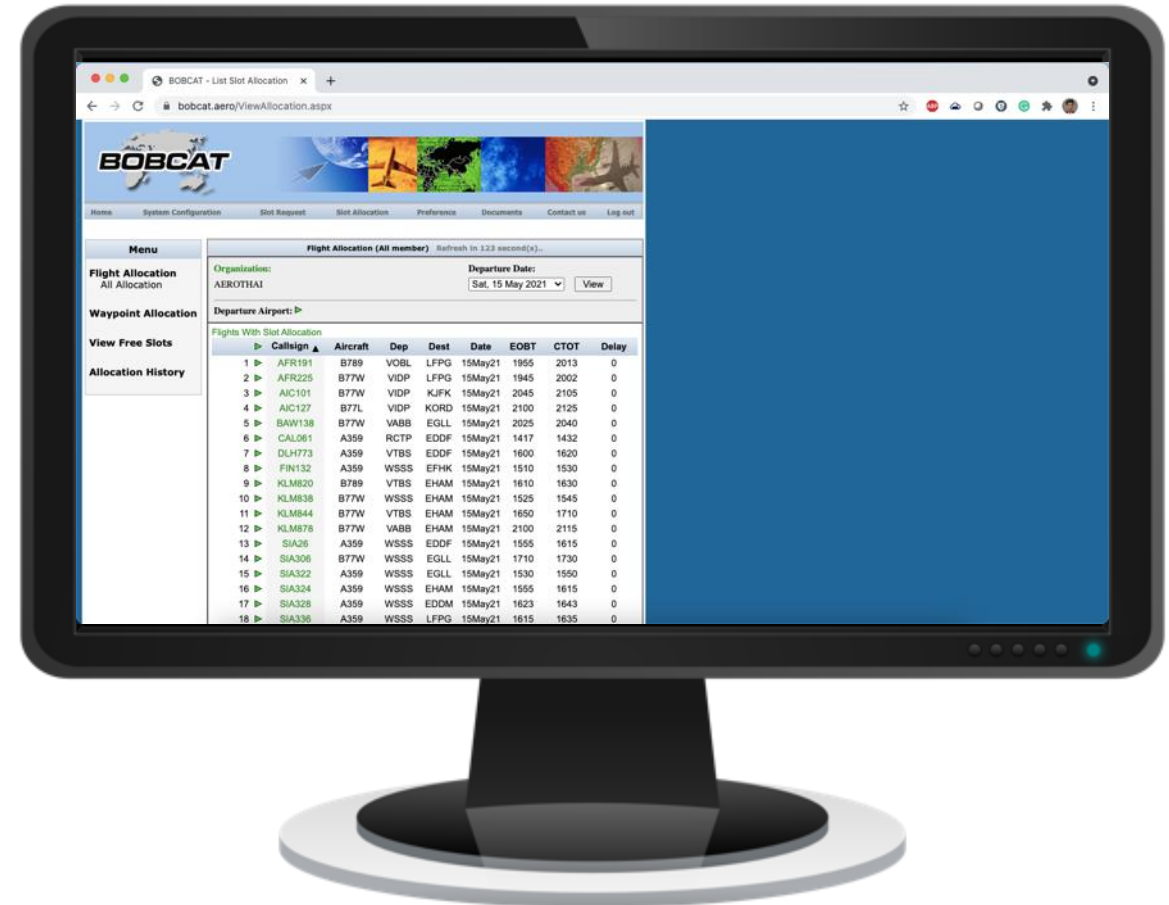 BOBCAT - List Slot Allocation
bobcat.aero/ViewAllocation.aspx
BOBCAT
Home System Configuration Slot Request Slot Allocation Preference Documents Contact us Log out
Menu
Flight Allocation
All Allocation
Waypoint Allocation
View Free Slots
Allocation History
Flight Allocation (All member) Refresh in 123 second(s)..
Organization: Departure Date:
AEROTHAI Sat, 15 May 2021 View
Departure Airport:
Flights With Slot Allocation
Callsign Aircraft Dep Dest Date EOBT CTOT Delay
1 AFR191 B789 VOBL LFPG 15May21 1955 2013 0
2 AFR225 B77W VIDP LFPG 15May21 1945 2002 0
3 AIC101 B77W VIDP KJFK 15May21 2045 2105 0
4 AIC127 B77L VIDP KORD 15May21 2100 2125 0
5 BAW138 B77W VABB EGLL 15May21 2025 2040 0
6 CAL061 A359 RCTP EDDF 15May21 1417 1432 0
7 DLH773 A359 VTBS EDDF 15May21 1600 1620 0
8 FIN132 A359 WSSS EFHK 15May21 1510 1530 0
9 KLM820 B789 VTBS EHAM 15May21 1610 1630 0
10 KLM838 B77W WSSS EHAM 15May21 1525 1545 0
11 KLM844 B77W VTBS EHAM 15May21 1650 1710 0
12 KLM878 B77W VABB EHAM 15May21 2100 2115 0
13 SIA26 A359 WSSS EDDF 15May21 1555 1615 0
14 SIA306 B77W WSSS EGLL 15May21 1710 1730 0
15 SIA322 A359 WSSS EGLL 15May21 1530 1550 0
16 SIA324 A359 WSSS EHAM 15May21 1555 1615 0
17 SIA328 A359 WSSS EDDM 15May21 1623 1643 0
18 SIA336 A359 WSSS LFPG 15May21 1615 1635 0